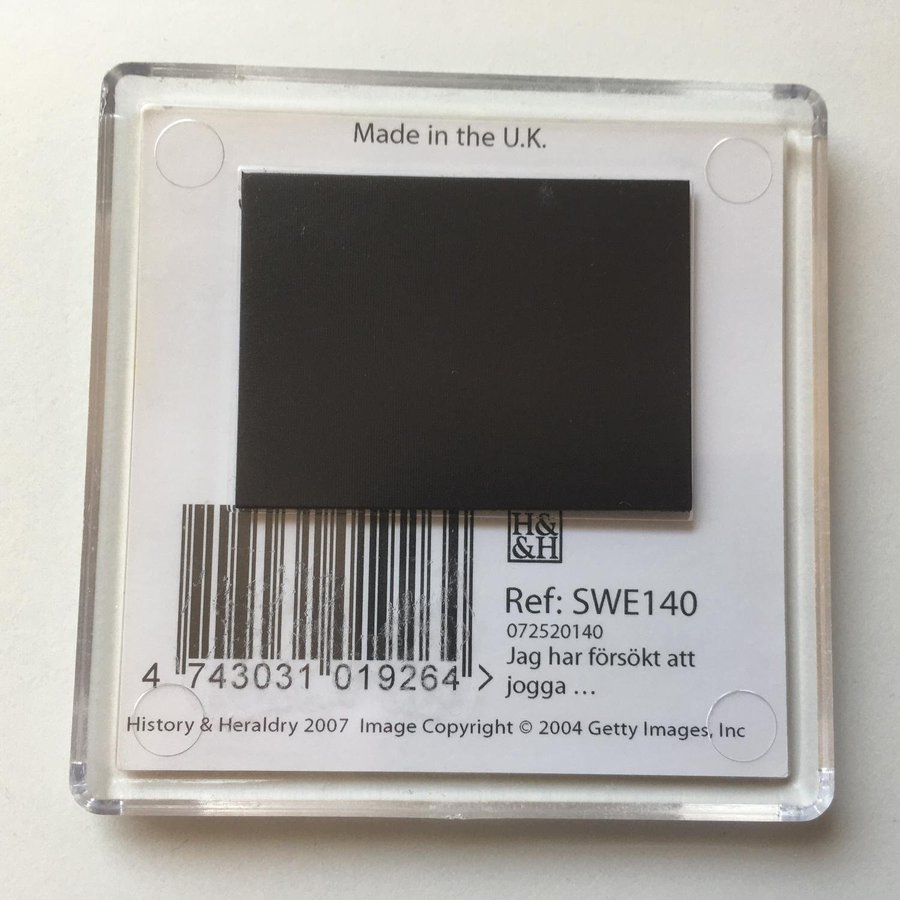 Made in the U.K.
H&
&H
Ref: SWE140
072520140
Jag har försökt att
jogga ...
4 743031 019264 >
History & Heraldry 2007 Image Copyright © 2004 Getty Images, Inc